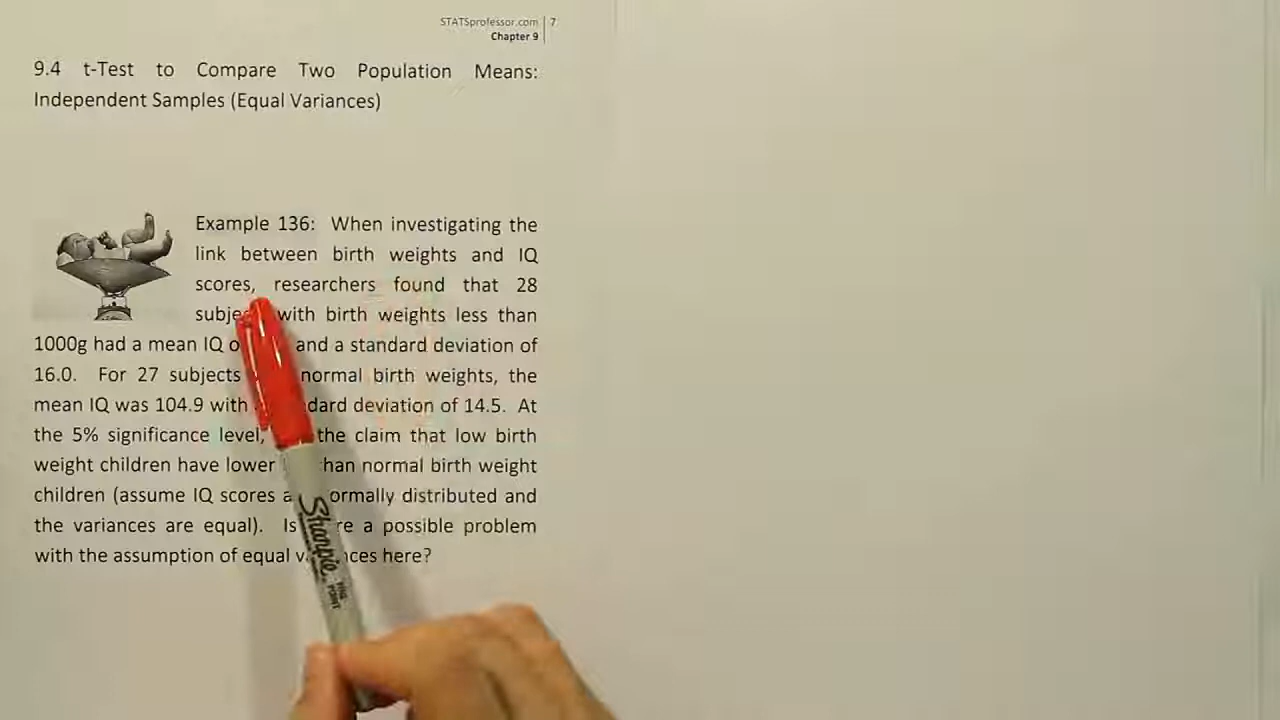 STATSprofessor.com 7
Chapter 9
9.4 t-Test to Compare Two Population Means:
Independent Samples (Equal Variances)
Example 136: When investigating the
link between birth weights and IQ
scores, researchers found that 28
with birth weights less than
1000g had a mean IQ and a standard deviation of
16.0. For 27 subjects normal birth weights, the
mean IQ was 104.9 with deviation of 14.5. At
the 5% significance level, the claim that low birth
weight children have lower normal birth weight
children (assume IQ scores distributed and
the variances are equal). Is a possible problem
with the assumption of equal here?
Sharpie